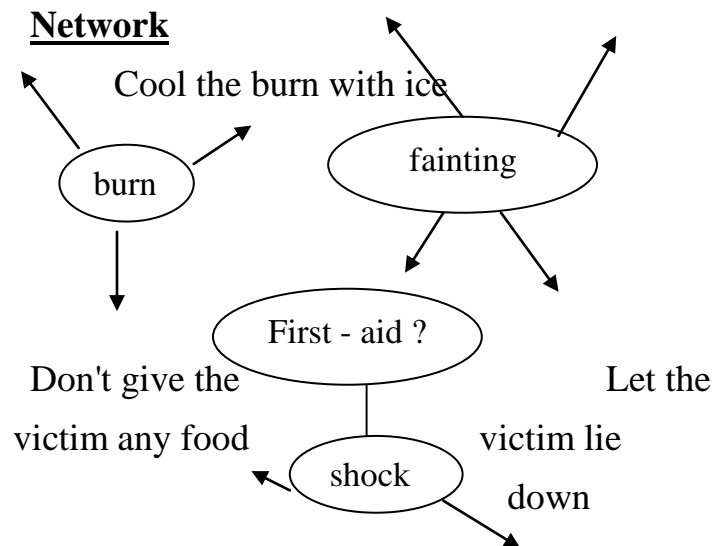 Network
Cool the burn with ice
burn
fainting
First - aid ?
Don't give the
victim any food
Let the
victim lie
down
shock